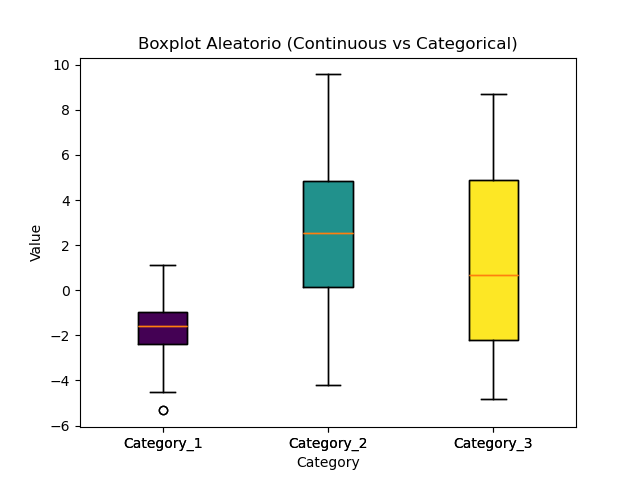 Boxplot Aleatorio (Continuous vs Categorical)
10
8
6
4
2
0
−2
−4
−6
Value
Category_1 Category_2 Category_3
Category